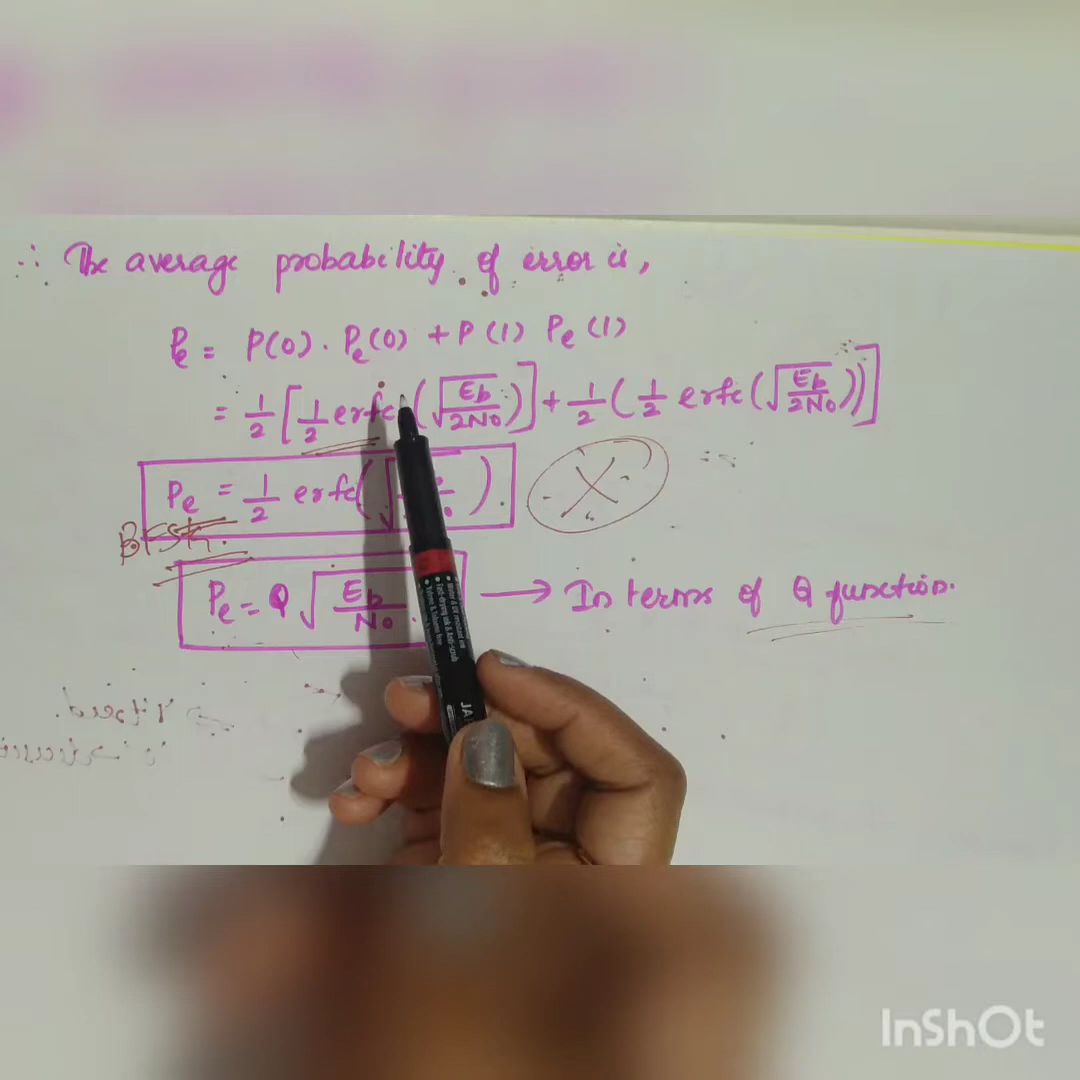 ∴ The average probability of error is,
Pe = P(0) . Pe(0) + P(1) Pe(1)
= 1/2 [1/2 erfc (√(Eb/2N0))] + 1/2 (1/2 erfc (√(Eb/2N0)))]
Pe = 1/2 erfc(√
BFSK.
Pe = Q √(Eb/N0) → In terms of Q function.
InShOt